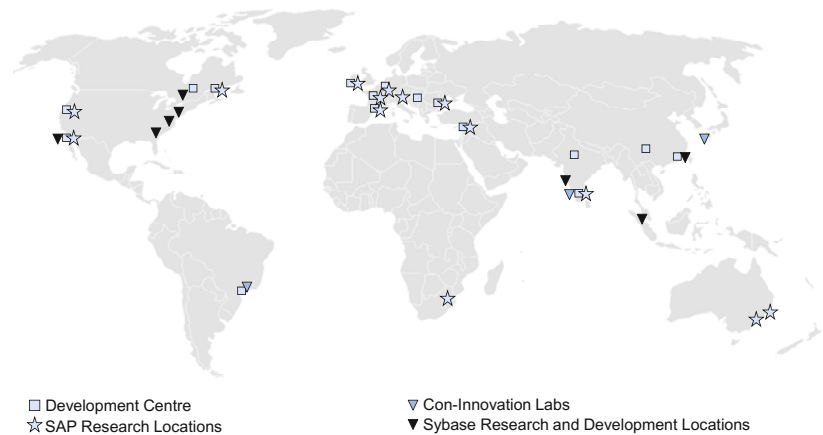 Development Centre
SAP Research Locations
Con-Innovation Labs
Sybase Research and Development Locations